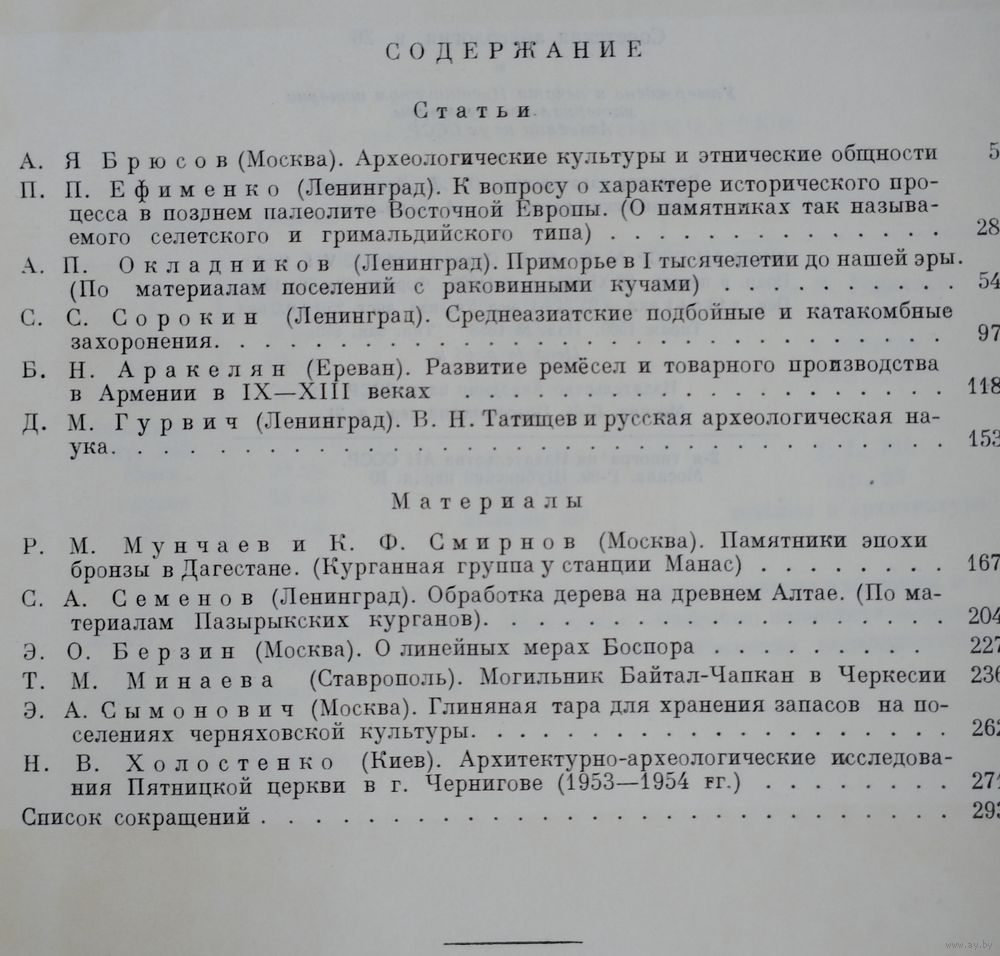 СОДЕРЖАНИЕ
Статьи
А. Я Брюсов (Москва). Археологические культуры и этнические общности 5
П. П. Ефименко (Ленинград). К вопросу о характере исторического про-
цесса в позднем палеолите Восточной Европы. (О памятниках так называ-
емого селетского и гримальдийского типа) . . . . . . . . . . . . . 28
А. П. Окладников (Ленинград). Приморье в I тысячелетии до нашей эры.
(По материалам поселений с раковинными кучами) . . . . . . . . . . 54
С. С. Сорокин (Ленинград). Среднеазиатские подбойные и катакомбные
захоронения. . . . . . . . . . . . . . . . . . . . . . . . . . . . 97
Б. Н. Аракелян (Ереван). Развитие ремёсел и товарного производства
в Армении в IX—XIII веках . . . . . . . . . . . . . . . . . . 118
Д. М. Гурвич (Ленинград). В. Н. Татищев и русская археологическая на-
ука. . . . . . . . . . . . . . . . . . . . . . . . . . . . . . . . 153
Материалы
Р. М. Мунчаев и К. Ф. Смирнов (Москва). Памятники эпохи
бронзы в Дагестане. (Курганная группа у станции Манас) . . . . . . . . 167
С. А. Семенов (Ленинград). Обработка дерева на древнем Алтае. (По ма-
териалам Пазырыкских курганов). . . . . . . . . . . . . . . . . . 204
Э. О. Берзин (Москва). О линейных мерах Боспора . . . . . . . . . 227
Т. М. Минаева (Ставрополь). Могильник Байтал-Чапкан в Черкесии 236
Э. А. Сымонович (Москва). Глиняная тара для хранения запасов на по-
селениях черняховской культуры. . . . . . . . . . . . . . . . . . . 262
Н. В. Холостенко (Киев). Архитектурно-археологические исследова-
ния Пятницкой церкви в г. Чернигове (1953—1954 гг.) . . . . . . . . 271
Список сокращений . . . . . . . . . . . . . . . . . . . . . . . . . . 293
www.ay.by